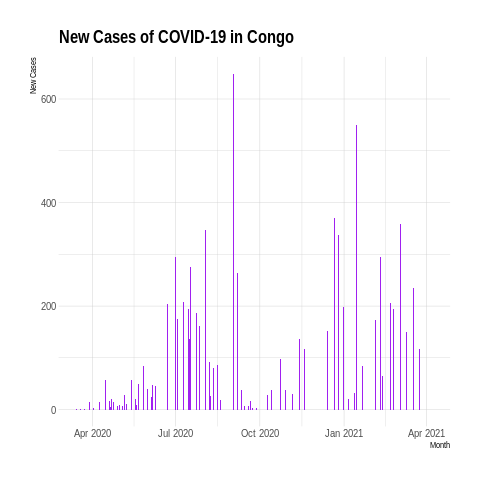 New Cases of COVID-19 in Congo
New Cases
600
400
200
0
Apr 2020
Jul 2020
Oct 2020
Jan 2021
Apr 2021
Month